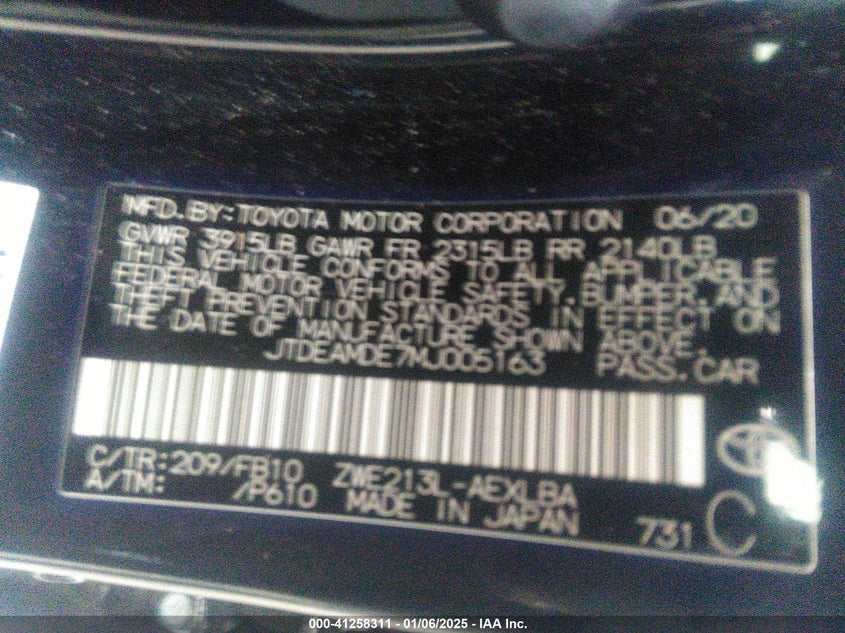 MFD.BY:TOYOTA MOTOR CORPORATION 06/20
GVWR 3915LB GAWR FR 2315LB RR 2140LB
THIS VEHICLE CONFORMS TO ALL APPLICABLE
FEDERAL MOTOR VEHICLE SAFETY,BUMPER,AND
THEFT PREVENTION STANDARDS IN EFFECT ON
THE DATE OF MANUFACTURE SHOWN ABOVE.
JTDEAMDE7MJ005163 PASS.CAR
C/TR:209/FB10 ZWE213L-AEXLBA
A/TM: /P610 MADE IN JAPAN 731 C
000-41258311 - 01/06/2025 - IAA Inc.